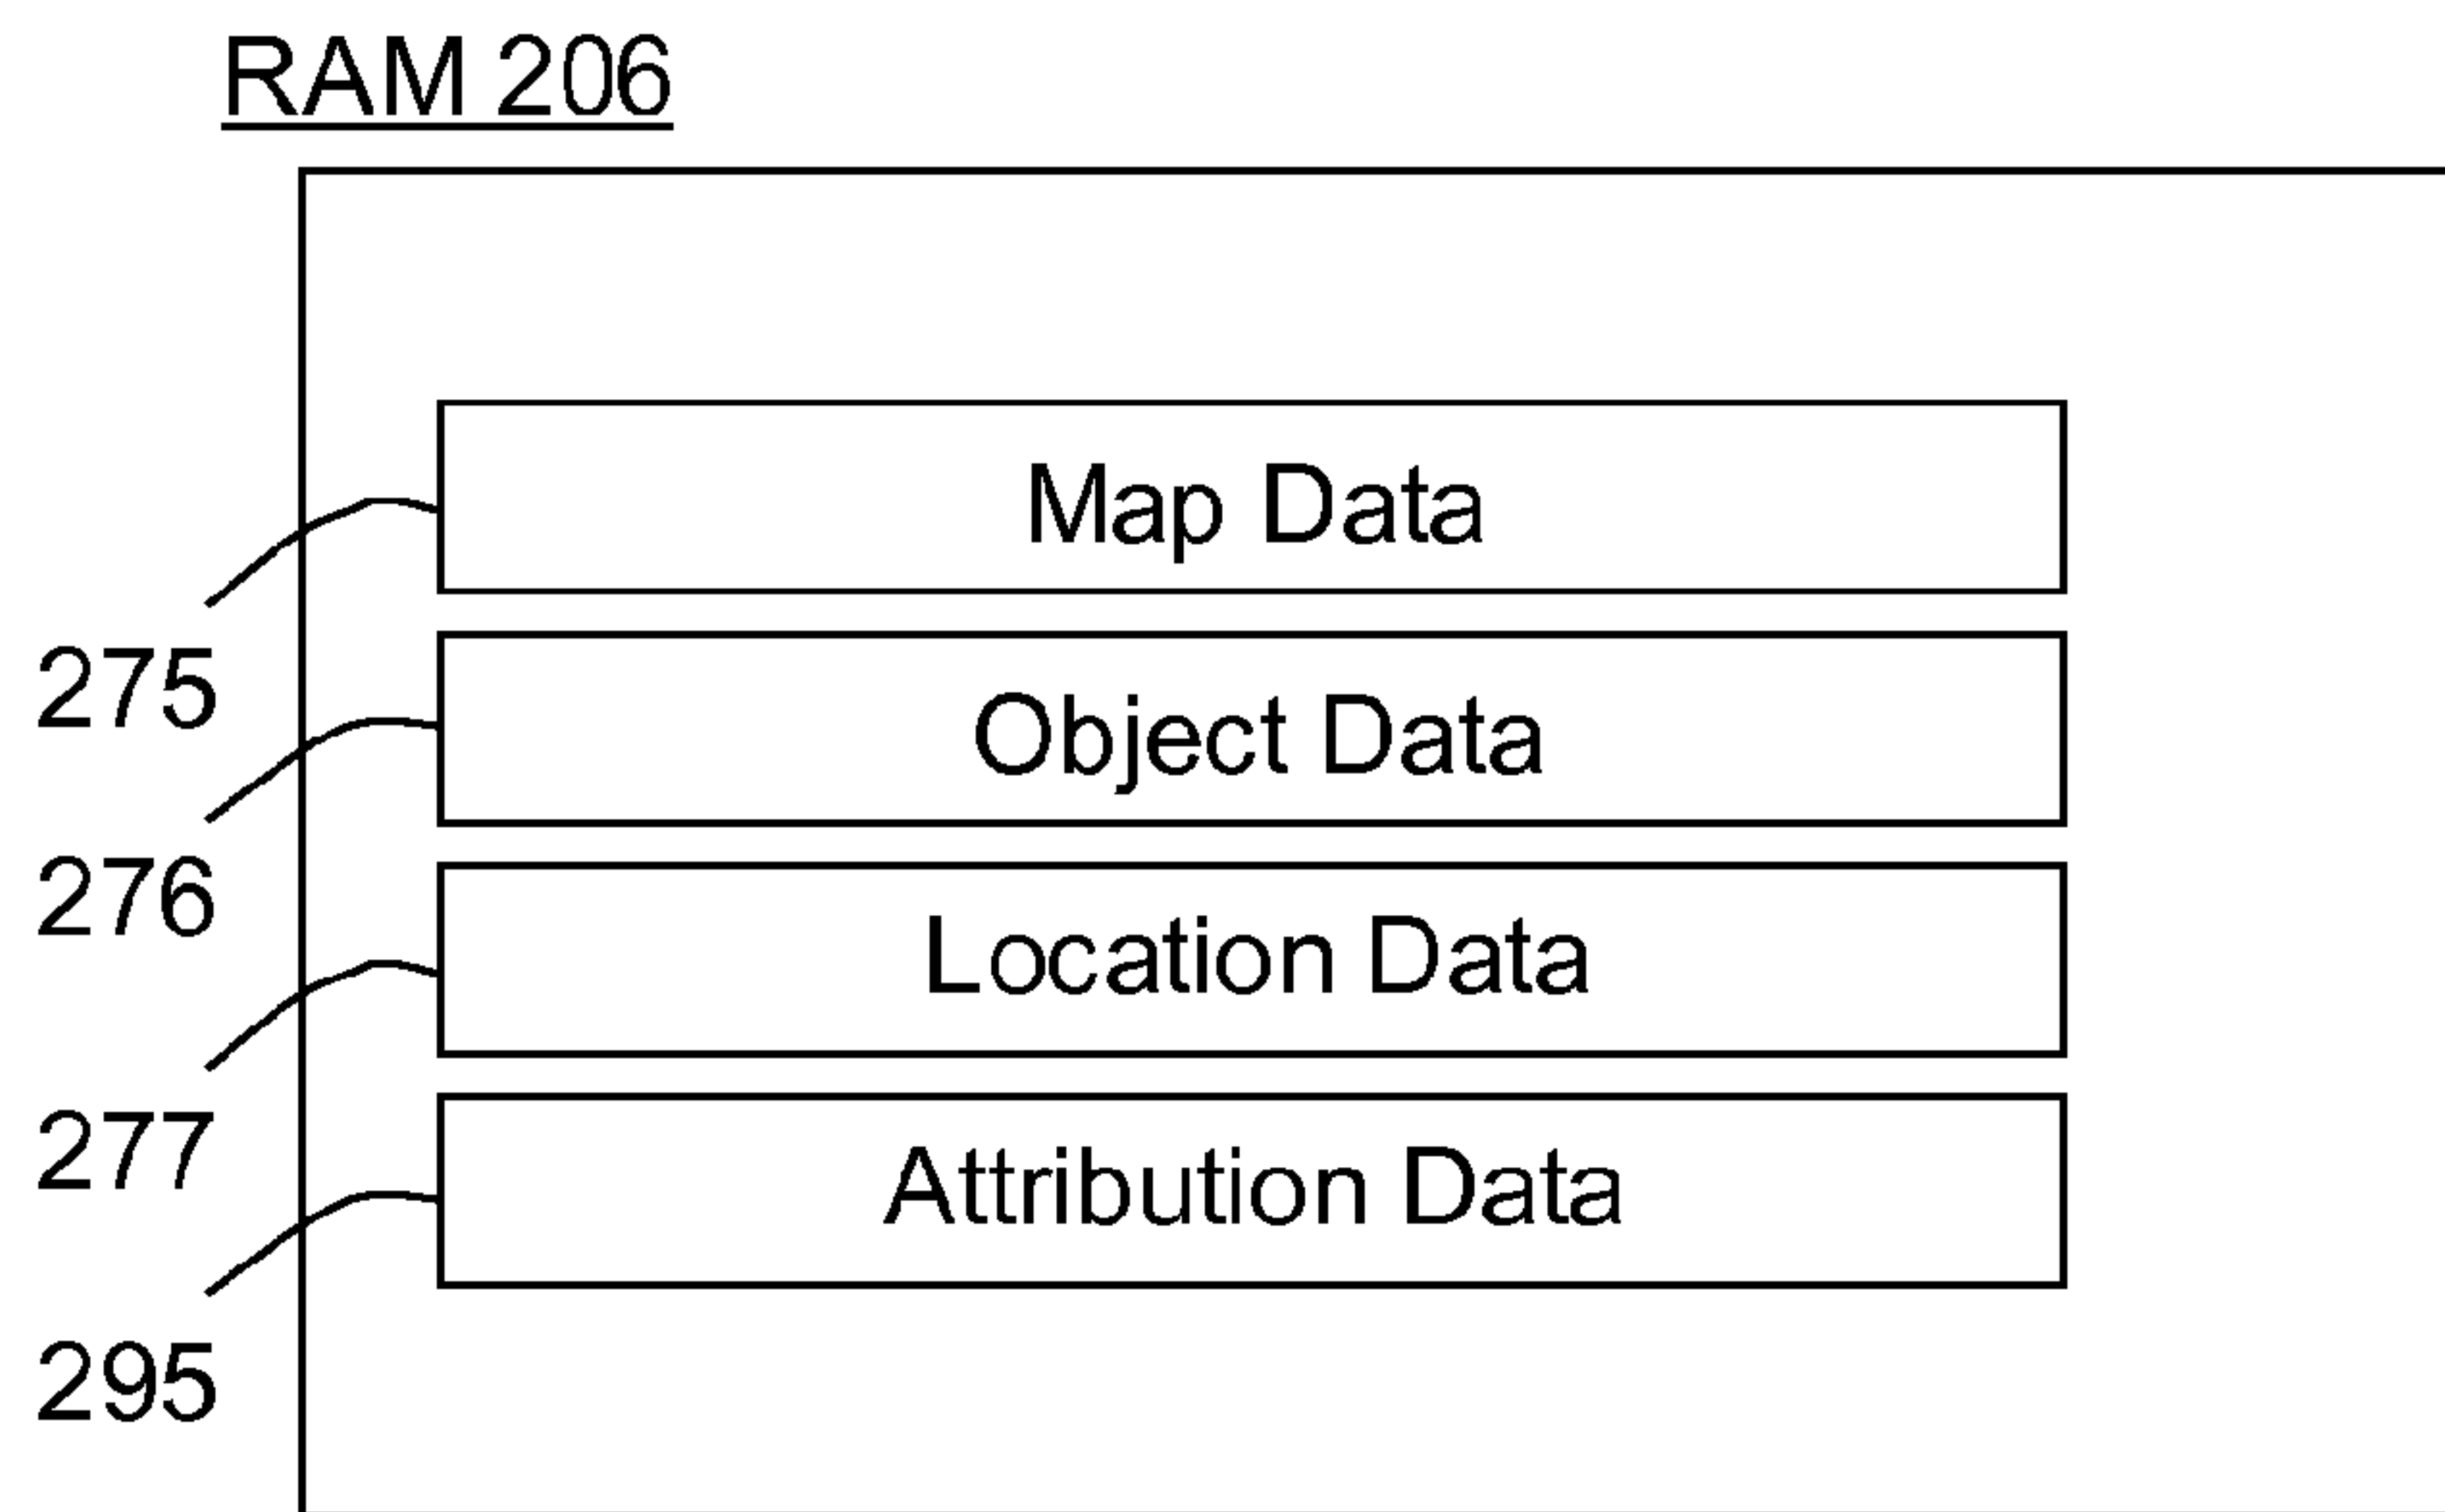 RAM 206
Map Data
275
Object Data
276
Location Data
277
Attribution Data
295